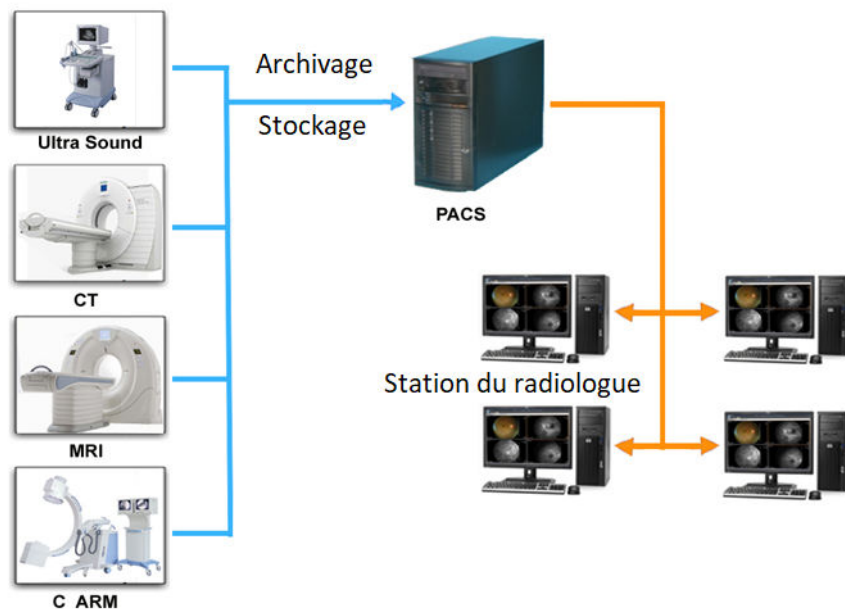 Ultra Sound
CT
MRI
C ARM
Archivage
Stockage
PACS
Station du radiologue